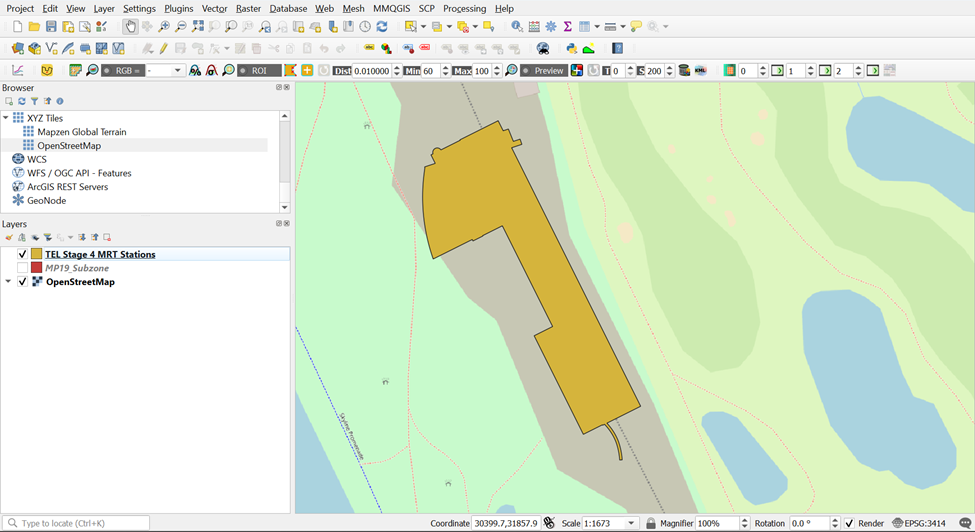 Project Edit View Layer Settings Plugins Vector Raster Database Web Mesh MMQGIS SCP Processing Help
RGB = - ROI Dist 0.010000 Min 60 Max 100 Preview T 0 S 200 KML 0 1 2
Browser
XYZ Tiles
Mapzen Global Terrain
OpenStreetMap
WCS
WFS / OGC API - Features
ArcGIS REST Servers
GeoNode
Layers
TEL Stage 4 MRT Stations
MP19_Subzone
OpenStreetMap
Skyline Promenade
Type to locate (Ctrl+K) Coordinate 30399.7,31857.9 Scale 1:1673 Magnifier 100% Rotation 0.0 ° Render EPSG:3414